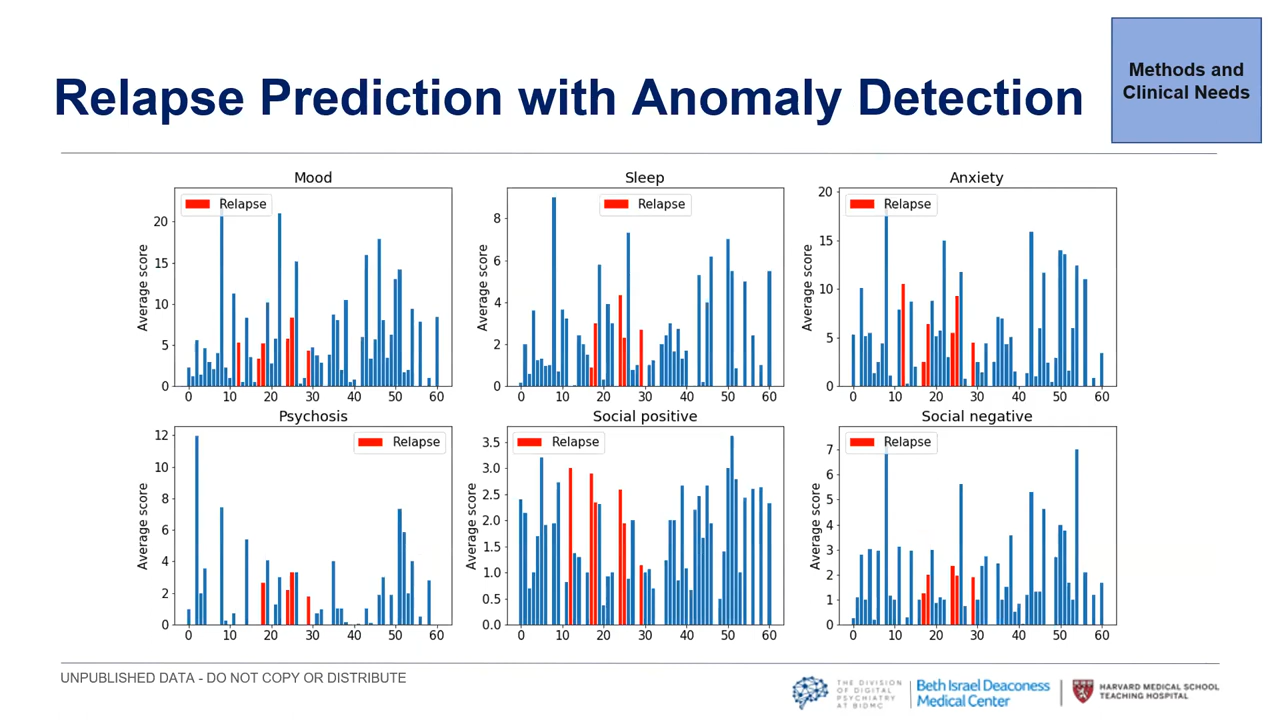 Methods and
Clinical Needs
Relapse Prediction with Anomaly Detection
Mood
Relapse
Average score
20
15
10
5
0
0 10 20 30 40 50 60
Sleep
Relapse
Average score
8
6
4
2
0
0 10 20 30 40 50 60
Anxiety
Relapse
Average score
20
15
10
5
0
0 10 20 30 40 50 60
Psychosis
Relapse
Average score
12
10
8
6
4
2
0
0 10 20 30 40 50 60
Social positive
Relapse
Average score
3.5
3.0
2.5
2.0
1.5
1.0
0.5
0.0
0 10 20 30 40 50 60
Social negative
Relapse
Average score
7
6
5
4
3
2
1
0
0 10 20 30 40 50 60
UNPUBLISHED DATA - DO NOT COPY OR DISTRIBUTE
THE DIVISION
OF DIGITAL
PSYCHIATRY
AT BIDMC
Beth Israel Deaconess
Medical Center
HARVARD MEDICAL SCHOOL
TEACHING HOSPITAL